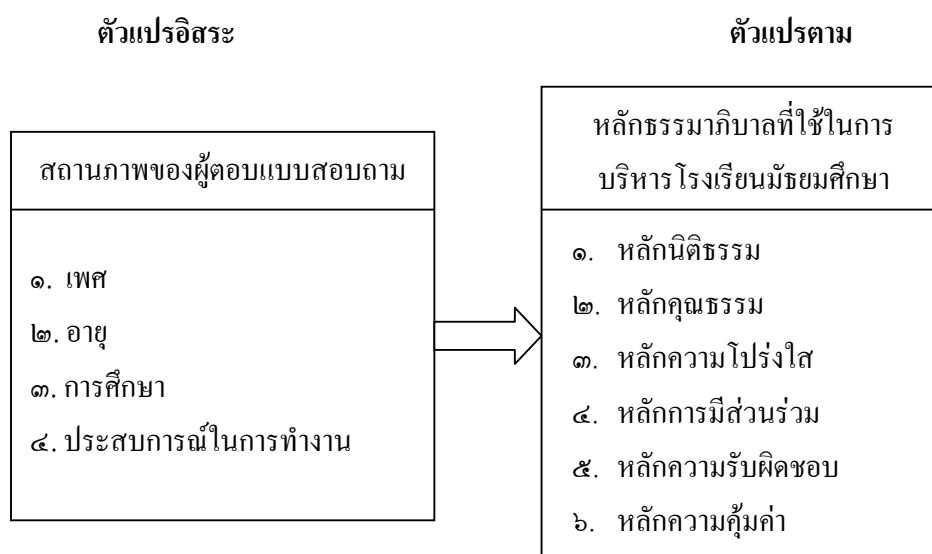 ตัวแปรอิสระ
ตัวแปรตาม
สถานภาพของผู้ตอบแบบสอบถาม
๑. เพศ
๒. อายุ
๓. การศึกษา
๔. ประสบการณ์ในการทำงาน
หลักธรรมาภิบาลที่ใช้ในการ
บริหารโรงเรียนมัธยมศึกษา
๑. หลักนิติธรรม
๒. หลักคุณธรรม
๓. หลักความโปร่งใส
๔. หลักการมีส่วนร่วม
๕. หลักความรับผิดชอบ
๖. หลักความคุ้มค่า